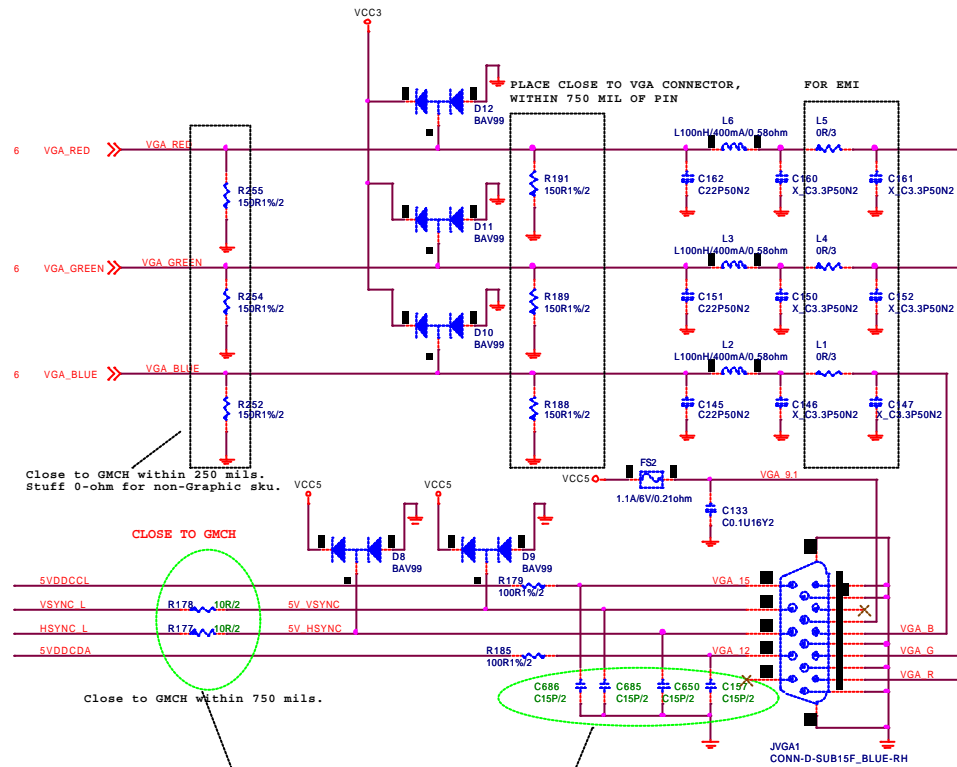 VCC3
PLACE CLOSE TO VGA CONNECTOR,
WITHIN 750 MIL OF PIN
FOR EMI
D12
BAV99
L6
L100nH/400mA/0.58ohm
L5
0R/3
6 VGA_RED
VGA_RED
R255
150R1%/2
R191
150R1%/2
C162
C22P50N2
C160
X_C3.3P50N2
C161
X_C3.3P50N2
D11
BAV99
L3
L100nH/400mA/0.58ohm
L4
0R/3
6 VGA_GREEN
VGA_GREEN
R254
150R1%/2
R189
150R1%/2
C151
C22P50N2
C150
X_C3.3P50N2
C152
X_C3.3P50N2
D10
BAV99
L2
L100nH/400mA/0.58ohm
L1
0R/3
6 VGA_BLUE
VGA_BLUE
R252
150R1%/2
R188
150R1%/2
C145
C22P50N2
C146
X_C3.3P50N2
C147
X_C3.3P50N2
Close to GMCH within 250 mils.
Stuff 0-ohm for non-Graphic sku.
VCC5
VCC5
VCC5
FS2
1.1A/6V/0.21ohm
VGA_9.1
C133
C0.1U16Y2
CLOSE TO GMCH
D8
BAV99
D9
BAV99
5VDDCCL
R179
100R1%/2
VGA_15
VSYNC_L
R178
10R/2
5V_VSYNC
HSYNC_L
R177
10R/2
5V_HSYNC
VGA_B
5VDDCDA
R185
100R1%/2
VGA_12
VGA_G
VGA_R
Close to GMCH within 750 mils.
C686
C15P/2
C685
C15P/2
C650
C15P/2
C157
C15P/2
JVGA1
CONN-D-SUB15F_BLUE-RH